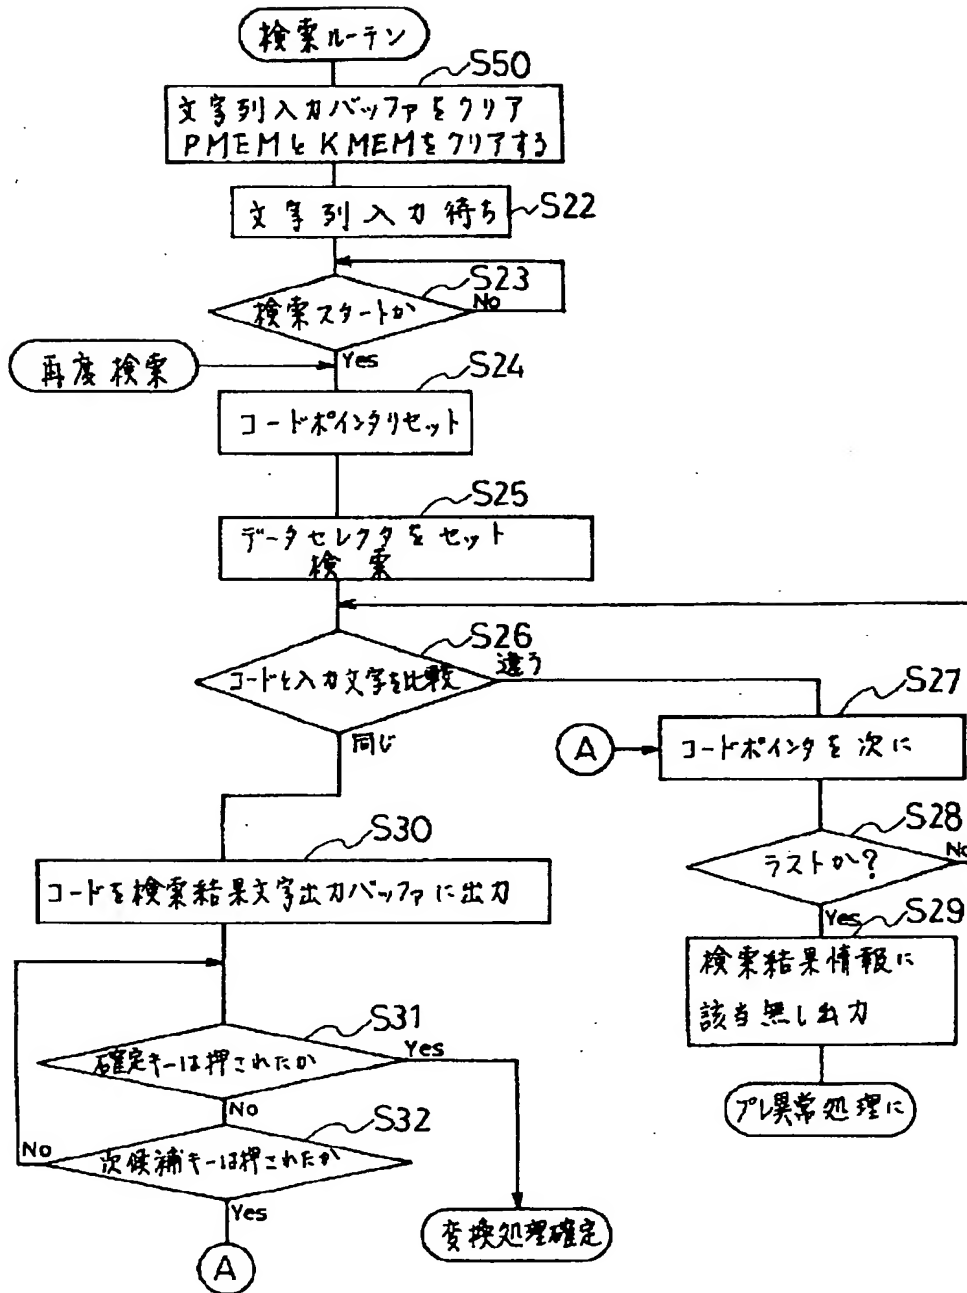 検索ルーテン
S50
文字列入力バッファをクリア
PMEMとKMEMをクリアする
文字列入力待ち
S22
S23
検索スタートか
No
Yes
再度検索
S24
コードポインタリセット
S25
データセレクタをセット
検索
S26
コードと入力文字を比較
違う
同じ
S27
A
コードポインタを次に
S28
ラストか?
No
Yes
S29
検索結果情報に
該当無し出力
プレ異常処理に
S30
コードを検索結果文字出力バッファに出力
S31
確定キーは押されたか
Yes
No
S32
次候補キーは押されたか
No
Yes
A
変換処理確定